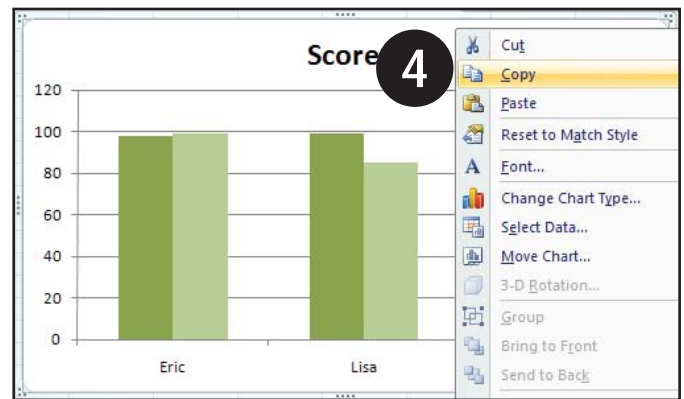 Score
4
120
100
80
60
40
20
0
Eric
Lisa
Cut
Copy
Paste
Reset to Match Style
Font...
Change Chart Type...
Select Data...
Move Chart...
3-D Rotation...
Group
Bring to Front
Send to Back